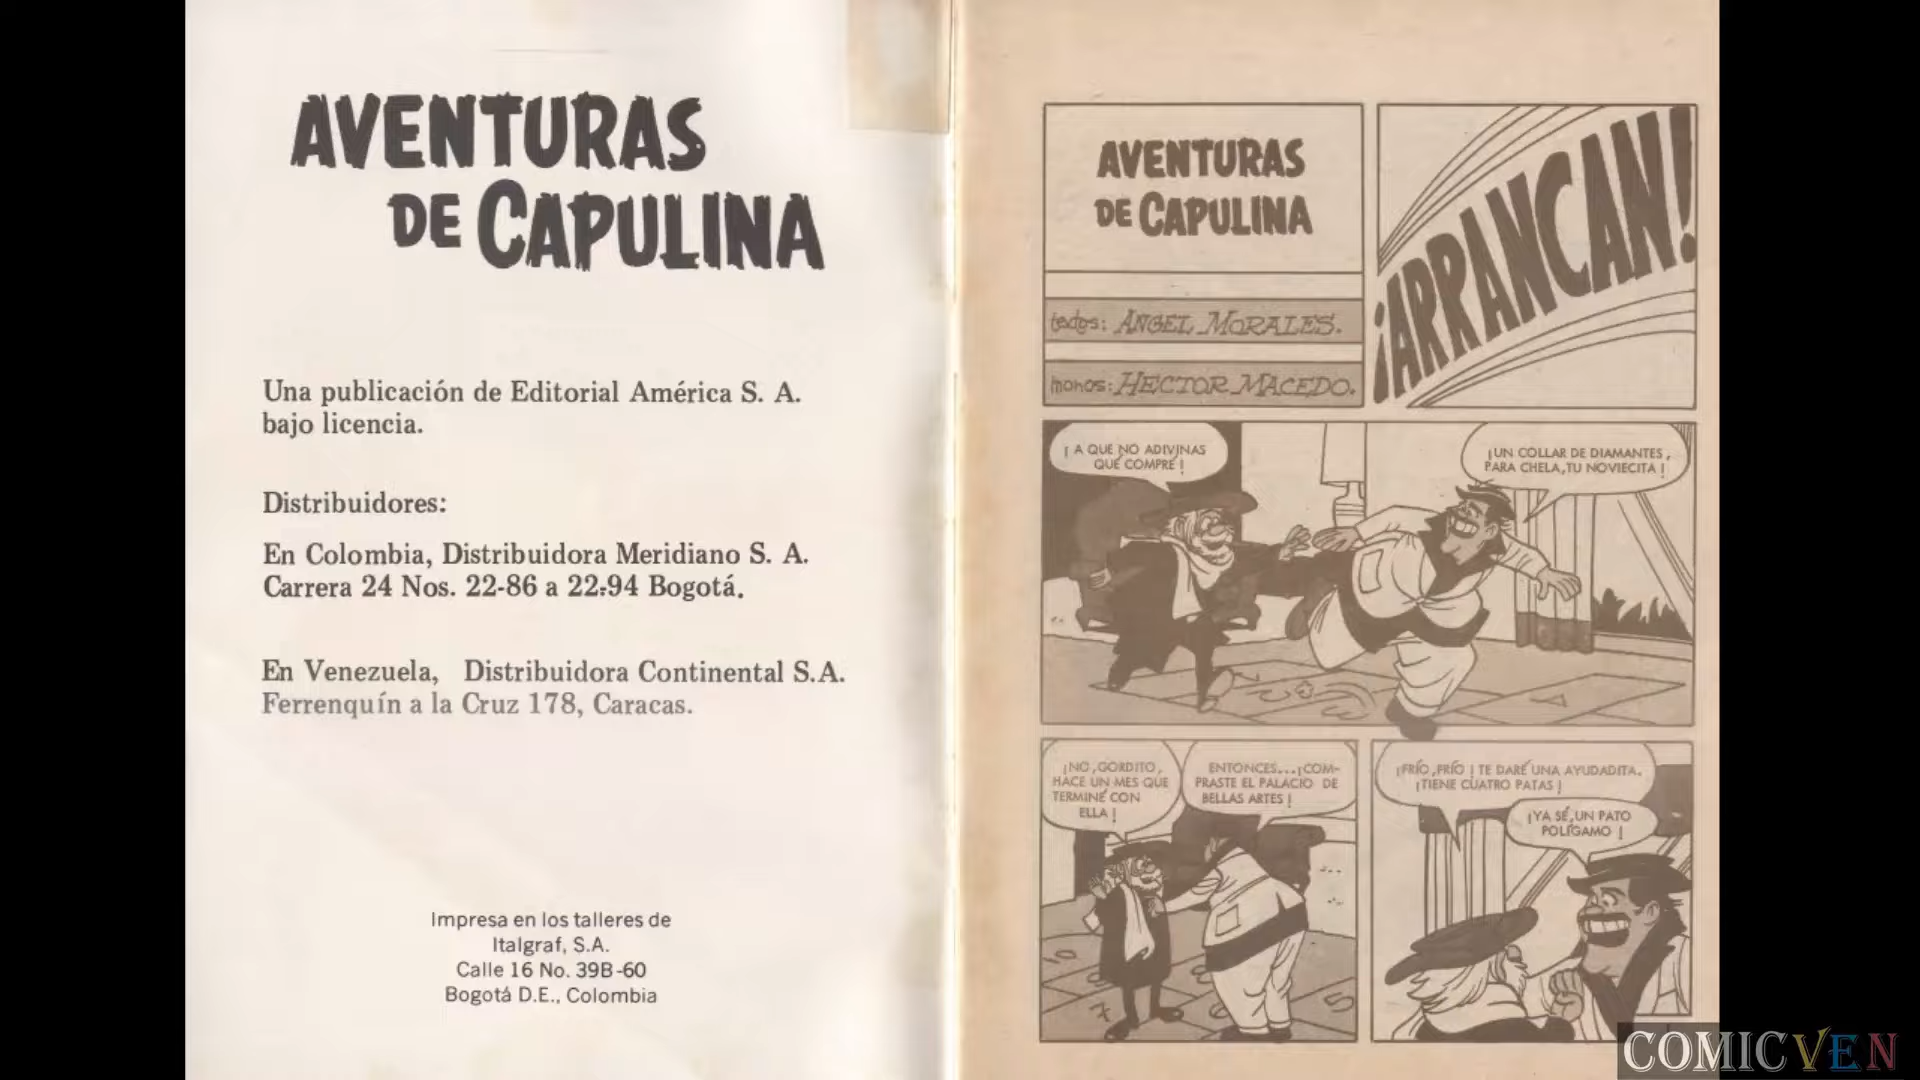 AVENTURAS
DE CAPULINA
Una publicación de Editorial América S. A.
bajo licencia.
Distribuidores:
En Colombia, Distribuidora Meridiano S. A.
Carrera 24 Nos. 22-86 a 22-94 Bogotá.
En Venezuela, Distribuidora Continental S.A.
Ferrenquín a la Cruz 178, Caracas.
Impresa en los talleres de
Italgraf, S.A.
Calle 16 No. 39B-60
Bogotá D.E., Colombia
AVENTURAS
DE CAPULINA
textos: ANGEL MORALES.
monos: HECTOR MACEDO.
¡ARRANCAN!
¡A QUE NO ADIVINAS
QUÉ COMPRÉ!
¡UN COLLAR DE DIAMANTES,
PARA CHELA, TU NOVIECITA!
¡NO, GORDITO,
HACE UN MES QUE
TERMINÉ CON
ELLA!
ENTONCES...¡COM-
PRASTE EL PALACIO DE
BELLAS ARTES!
¡FRÍO, FRÍO! TE DARÉ UNA AYUDADITA.
¡TIENE CUATRO PATAS!
¡YA SÉ, UN PATO
POLÍGAMO!
COMICVEN